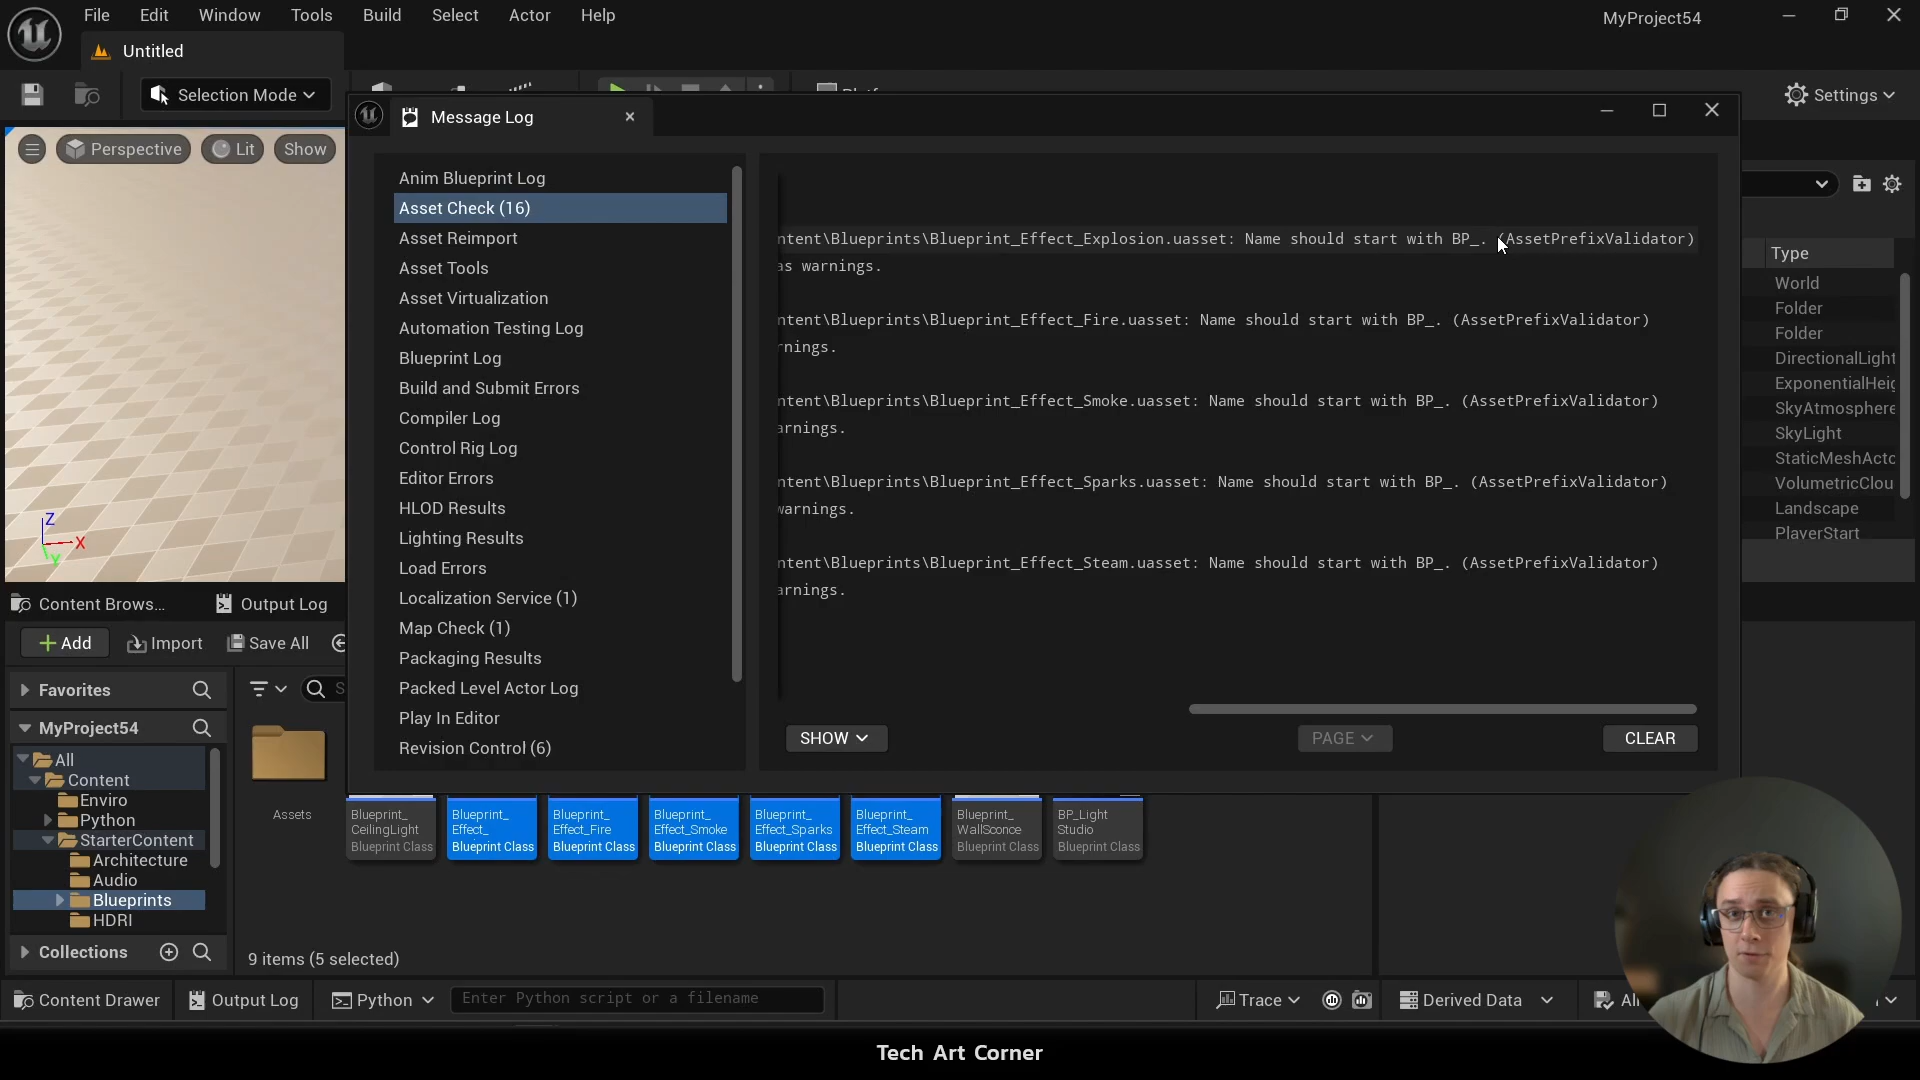 File Edit Window Tools Build Select Actor Help
MyProject54
Untitled
Selection Mode
Settings
Message Log
Perspective Lit Show
Anim Blueprint Log
Asset Check (16)
Asset Reimport
Asset Tools
Asset Virtualization
Automation Testing Log
Blueprint Log
Build and Submit Errors
Compiler Log
Control Rig Log
Editor Errors
HLOD Results
Lighting Results
Load Errors
Localization Service (1)
Map Check (1)
Packaging Results
Packed Level Actor Log
Play In Editor
Revision Control (6)
ntent\Blueprints\Blueprint_Effect_Explosion.uasset: Name should start with BP_. (AssetPrefixValidator)
as warnings.
ntent\Blueprints\Blueprint_Effect_Fire.uasset: Name should start with BP_. (AssetPrefixValidator)
rnings.
ntent\Blueprints\Blueprint_Effect_Smoke.uasset: Name should start with BP_. (AssetPrefixValidator)
arnings.
ntent\Blueprints\Blueprint_Effect_Sparks.uasset: Name should start with BP_. (AssetPrefixValidator)
warnings.
ntent\Blueprints\Blueprint_Effect_Steam.uasset: Name should start with BP_. (AssetPrefixValidator)
arnings.
SHOW
PAGE
CLEAR
Type
World
Folder
Folder
DirectionalLight
ExponentialHeig
SkyAtmosphere
SkyLight
StaticMeshActo
VolumetricClou
Landscape
PlayerStart
Z
X
Y
Content Brows... Output Log
Add Import Save All
Favorites
MyProject54
All
Content
Enviro
Python
StarterContent
Architecture
Audio
Blueprints
HDRI
Collections
Assets
Blueprint_
CeilingLight
Blueprint Class
Blueprint_
Effect_
Blueprint Class
Blueprint_
Effect_Fire
Blueprint Class
Blueprint_
Effect_Smoke
Blueprint Class
Blueprint_
Effect_Sparks
Blueprint Class
Blueprint_
Effect_Steam
Blueprint Class
Blueprint_
WallSconce
Blueprint Class
BP_Light
Studio
Blueprint Class
9 items (5 selected)
Content Drawer Output Log Python Enter Python script or a filename Trace Derived Data
Tech Art Corner